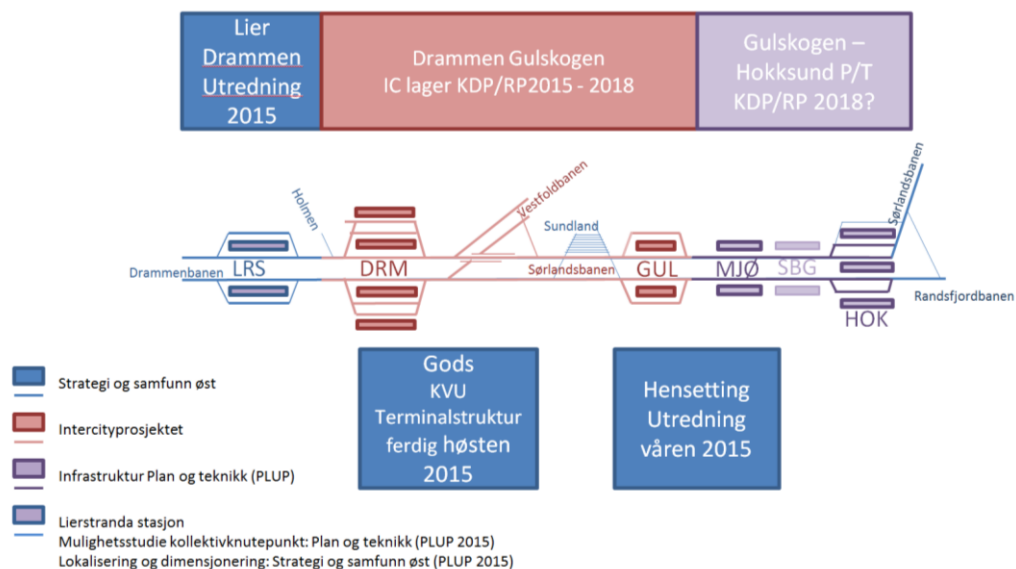 Lier
Drammen
Utredning
2015
Drammen Gulskogen
IC lager KDP/RP2015 - 2018
Gulskogen –
Hokksund P/T
KDP/RP 2018?
Holmen
Vestfoldbanen
Sundland
Sørlandsbanen
Drammenbanen
LRS
DRM
Sørlandsbanen
GUL
MJØ
SBG
HOK
Randsfjordbanen
Gods
KVU
Terminalstruktur
ferdig høsten
2015
Hensetting
Utredning
våren 2015
Strategi og samfunn øst
Intercityprosjektet
Infrastruktur Plan og teknikk (PLUP)
Lierstranda stasjon
Mulighetsstudie kollektivknutepunkt: Plan og teknikk (PLUP 2015)
Lokalisering og dimensjonering: Strategi og samfunn øst (PLUP 2015)